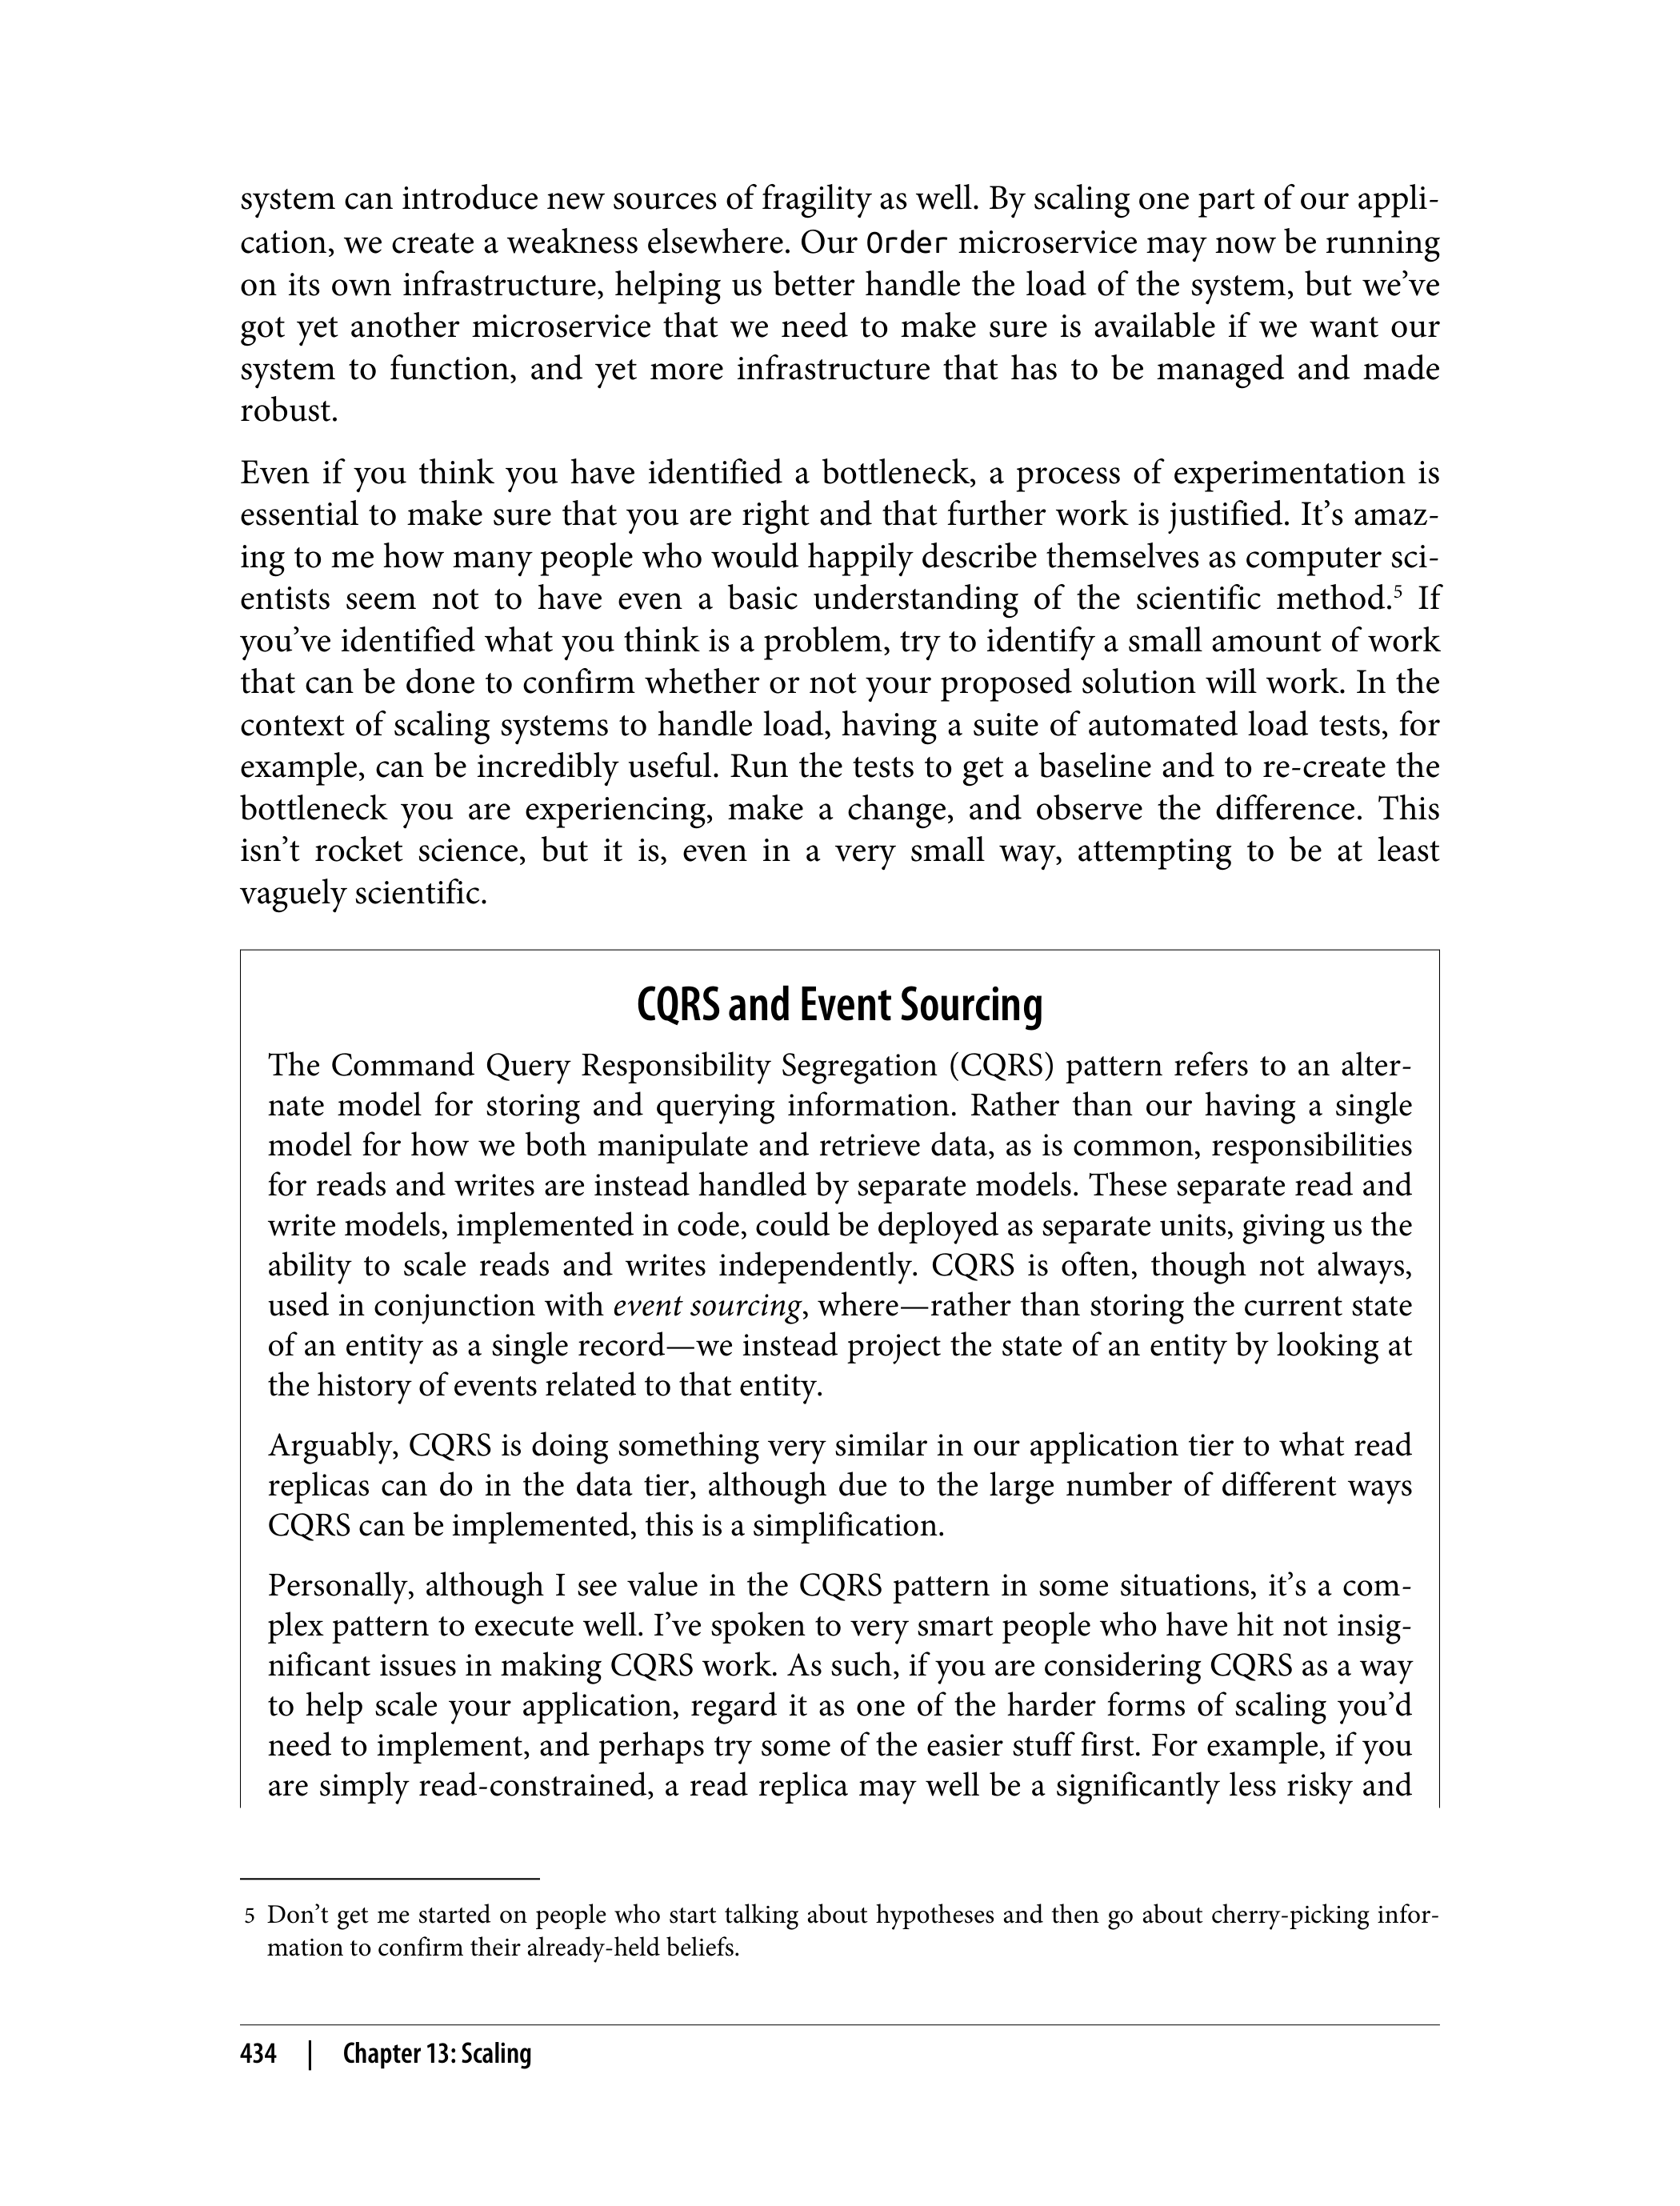 system can introduce new sources of fragility as well. By scaling one part of our appli-
cation, we create a weakness elsewhere. Our Order microservice may now be running
on its own infrastructure, helping us better handle the load of the system, but we’ve
got yet another microservice that we need to make sure is available if we want our
system to function, and yet more infrastructure that has to be managed and made
robust.
Even if you think you have identified a bottleneck, a process of experimentation is
essential to make sure that you are right and that further work is justified. It’s amaz-
ing to me how many people who would happily describe themselves as computer sci-
entists seem not to have even a basic understanding of the scientific method.5 If
you’ve identified what you think is a problem, try to identify a small amount of work
that can be done to confirm whether or not your proposed solution will work. In the
context of scaling systems to handle load, having a suite of automated load tests, for
example, can be incredibly useful. Run the tests to get a baseline and to re-create the
bottleneck you are experiencing, make a change, and observe the difference. This
isn’t rocket science, but it is, even in a very small way, attempting to be at least
vaguely scientific.
CQRS and Event Sourcing
The Command Query Responsibility Segregation (CQRS) pattern refers to an alter-
nate model for storing and querying information. Rather than our having a single
model for how we both manipulate and retrieve data, as is common, responsibilities
for reads and writes are instead handled by separate models. These separate read and
write models, implemented in code, could be deployed as separate units, giving us the
ability to scale reads and writes independently. CQRS is often, though not always,
used in conjunction with event sourcing, where—rather than storing the current state
of an entity as a single record—we instead project the state of an entity by looking at
the history of events related to that entity.
Arguably, CQRS is doing something very similar in our application tier to what read
replicas can do in the data tier, although due to the large number of different ways
CQRS can be implemented, this is a simplification.
Personally, although I see value in the CQRS pattern in some situations, it’s a com-
plex pattern to execute well. I’ve spoken to very smart people who have hit not insig-
nificant issues in making CQRS work. As such, if you are considering CQRS as a way
to help scale your application, regard it as one of the harder forms of scaling you’d
need to implement, and perhaps try some of the easier stuff first. For example, if you
are simply read-constrained, a read replica may well be a significantly less risky and
5 Don’t get me started on people who start talking about hypotheses and then go about cherry-picking infor-
mation to confirm their already-held beliefs.
434 | Chapter 13: Scaling